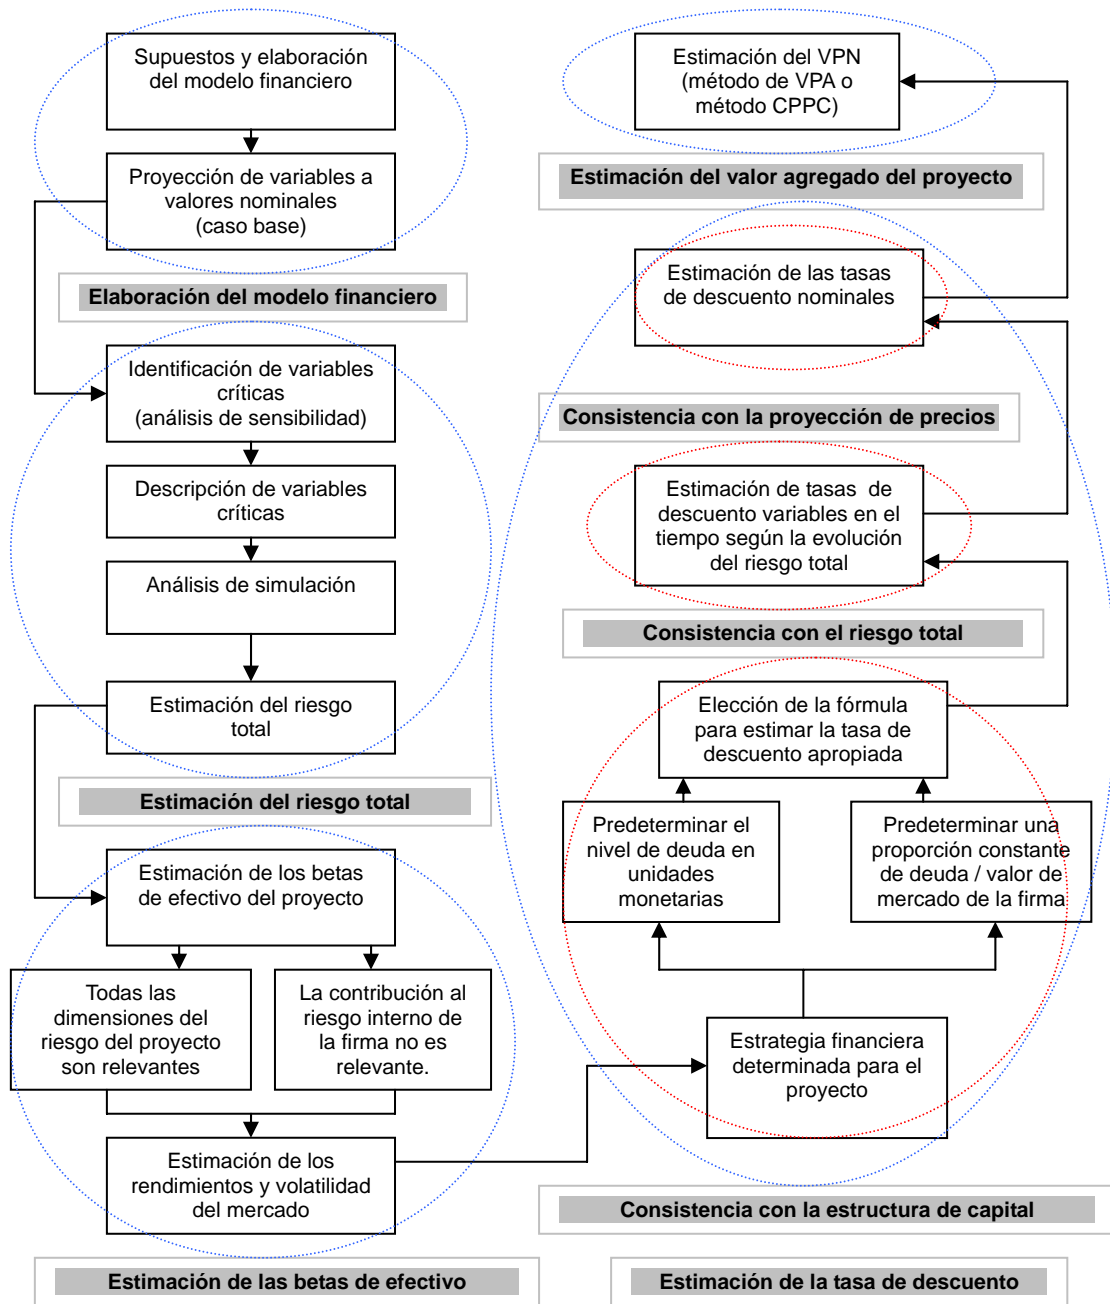 Supuestos y elaboración
del modelo financiero
Proyección de variables a
valores nominales
(caso base)
Elaboración del modelo financiero
Identificación de variables
críticas
(análisis de sensibilidad)
Descripción de variables
críticas
Análisis de simulación
Estimación del riesgo
total
Estimación del riesgo total
Estimación de los betas
de efectivo del proyecto
Todas las
dimensiones del
riesgo del proyecto
son relevantes
La contribución al
riesgo interno de
la firma no es
relevante.
Estimación de los
rendimientos y volatilidad
del mercado
Estimación de las betas de efectivo
Estimación del VPN
(método de VPA o
método CPPC)
Estimación del valor agregado del proyecto
Estimación de las tasas
de descuento nominales
Consistencia con la proyección de precios
Estimación de tasas de
descuento variables en el
tiempo según la evolución
del riesgo total
Consistencia con el riesgo total
Elección de la fórmula
para estimar la tasa de
descuento apropiada
Predeterminar el
nivel de deuda en
unidades
monetarias
Predeterminar una
proporción constante
de deuda / valor de
mercado de la firma
Estrategia financiera
determinada para el
proyecto
Consistencia con la estructura de capital
Estimación de la tasa de descuento